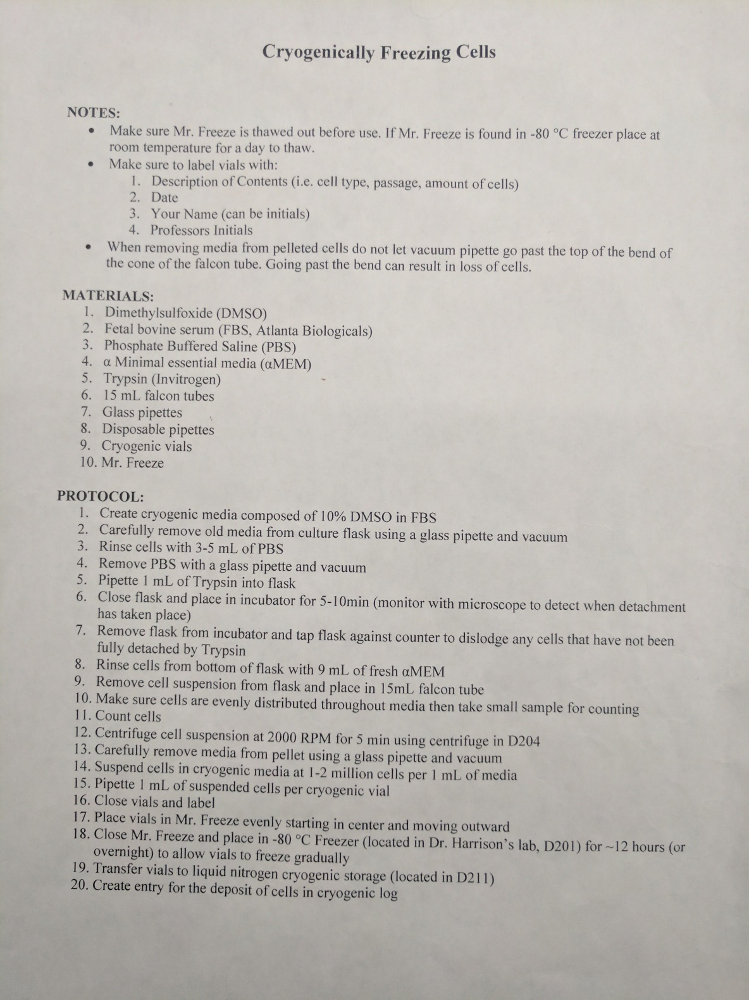 Cryogenically Freezing Cells
NOTES:
• Make sure Mr. Freeze is thawed out before use. If Mr. Freeze is found in -80 °C freezer place at
room temperature for a day to thaw.
• Make sure to label vials with:
1. Description of Contents (i.e. cell type, passage, amount of cells)
2. Date
3. Your Name (can be initials)
4. Professors Initials
• When removing media from pelleted cells do not let vacuum pipette go past the top of the bend of
the cone of the falcon tube. Going past the bend can result in loss of cells.
MATERIALS:
1. Dimethylsulfoxide (DMSO)
2. Fetal bovine serum (FBS, Atlanta Biologicals)
3. Phosphate Buffered Saline (PBS)
4. α Minimal essential media (αMEM)
5. Trypsin (Invitrogen)
6. 15 mL falcon tubes
7. Glass pipettes
8. Disposable pipettes
9. Cryogenic vials
10. Mr. Freeze
PROTOCOL:
1. Create cryogenic media composed of 10% DMSO in FBS
2. Carefully remove old media from culture flask using a glass pipette and vacuum
3. Rinse cells with 3-5 mL of PBS
4. Remove PBS with a glass pipette and vacuum
5. Pipette 1 mL of Trypsin into flask
6. Close flask and place in incubator for 5-10min (monitor with microscope to detect when detachment
has taken place)
7. Remove flask from incubator and tap flask against counter to dislodge any cells that have not been
fully detached by Trypsin
8. Rinse cells from bottom of flask with 9 mL of fresh αMEM
9. Remove cell suspension from flask and place in 15mL falcon tube
10. Make sure cells are evenly distributed throughout media then take small sample for counting
11. Count cells
12. Centrifuge cell suspension at 2000 RPM for 5 min using centrifuge in D204
13. Carefully remove media from pellet using a glass pipette and vacuum
14. Suspend cells in cryogenic media at 1-2 million cells per 1 mL of media
15. Pipette 1 mL of suspended cells per cryogenic vial
16. Close vials and label
17. Place vials in Mr. Freeze evenly starting in center and moving outward
18. Close Mr. Freeze and place in -80 °C Freezer (located in Dr. Harrison's lab, D201) for ~12 hours (or
overnight) to allow vials to freeze gradually
19. Transfer vials to liquid nitrogen cryogenic storage (located in D211)
20. Create entry for the deposit of cells in cryogenic log